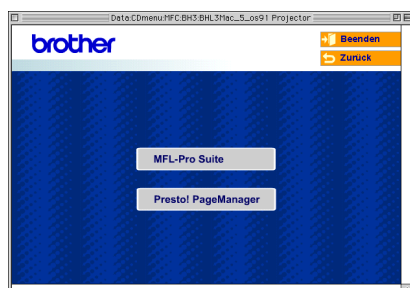 Data:CDmenu:MFC:BH3:BHL3Mac_5_os91 Projector
brother
Beenden
Zurück
MFL-Pro Suite
Presto! PageManager